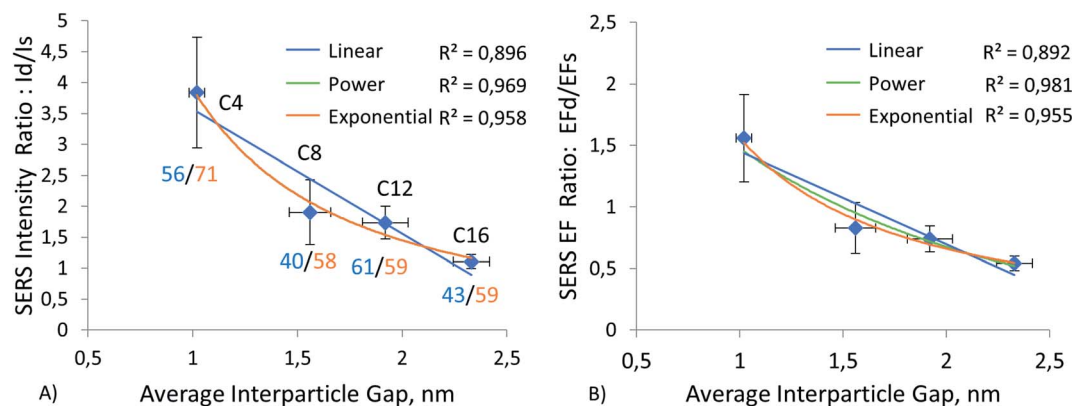 SERS Intensity Ratio : Id/Is
5
4,5
4
3,5
3
2,5
2
1,5
1
0,5
0
Linear R² = 0,896
Power R² = 0,969
Exponential R² = 0,958
C4
C8
C12
C16
56/71
40/58
61/59
43/59
0,5 1 1,5 2 2,5
A) Average Interparticle Gap, nm
SERS EF Ratio: EFd/EFs
2,5
2
1,5
1
0,5
0
Linear R² = 0,892
Power R² = 0,981
Exponential R² = 0,955
0,5 1 1,5 2 2,5
B) Average Interparticle Gap, nm